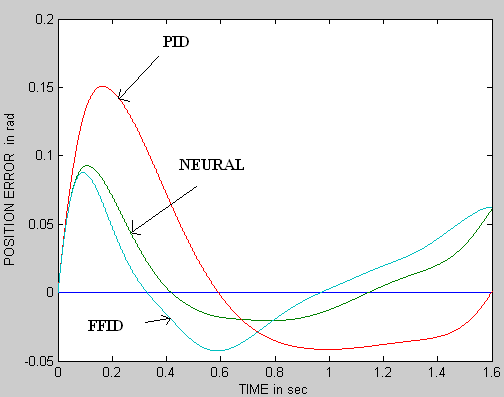 0.2
PID
0.15
0.1
NEURAL
0.05
0
FFID
-0.05
0 0.2 0.4 0.6 0.8 1 1.2 1.4 1.6
TIME in sec
POSITION ERROR in rad